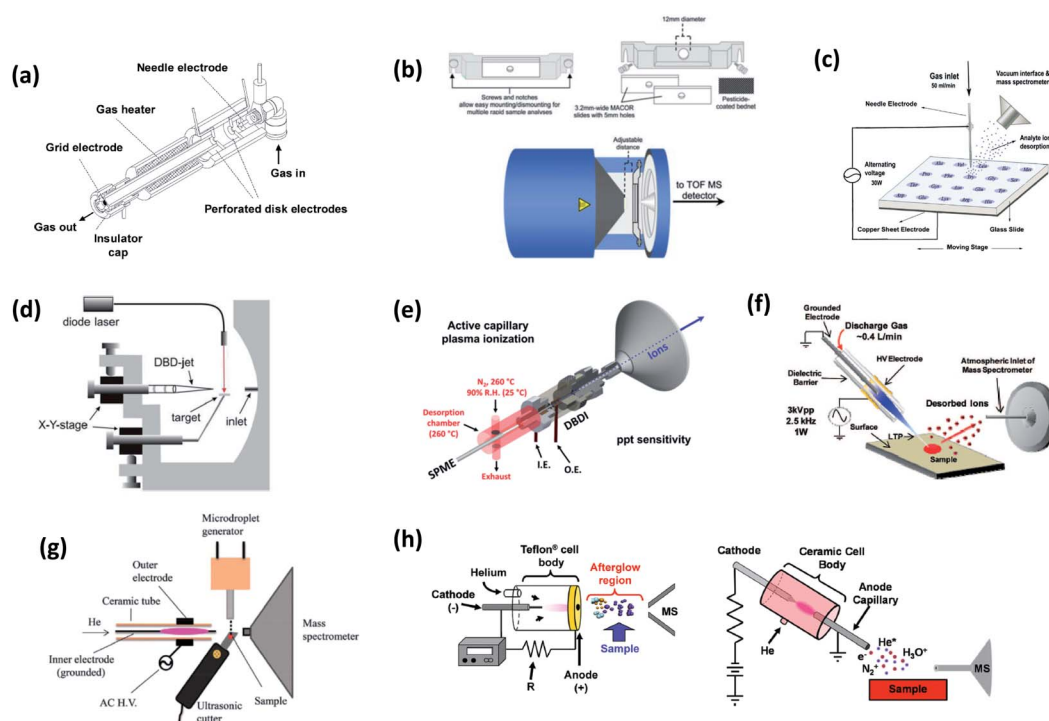 (a)
Needle electrode
Gas heater
Grid electrode
Gas in
Perforated disk electrodes
Gas out
Insulator
cap
(b)
12mm diameter
Screws and notches
allow easy mounting/dismounting for
multiple rapid sample analyses
3.2mm-wide MACOR
slides with 5mm holes
Pesticide-
coated bednet
Adjustable
distance
to TOF MS
detector
(c)
Gas inlet
50 ml/min
Vacuum interface &
mass spectrometer
Needle Electrode
Analyte ion
desorption
Alternating
voltage
30W
Copper Sheet Electrode
Glass Slide
Moving Stage
(d)
diode laser
DBD-jet
X-Y-stage
target
inlet
(e)
Active capillary
plasma ionization
Ions
N₂, 260 °C
90% R.H. (25 °C)
Desorption
chamber
(260 °C)
DBDI
ppt sensitivity
SPME
I.E.
O.E.
Exhaust
(f)
Grounded
Electrode
Discharge Gas
~0.4 L/min
HV Electrode
Dielectric
Barrier
Atmospheric Inlet of
Mass Spectrometer
Desorbed Ions
3kVpp
2.5 kHz
1W
Surface
LTP
Sample
(g)
Microdroplet
generator
Outer
electrode
Ceramic tube
He
Mass
spectrometer
Inner electrode
(grounded)
AC H.V.
Ultrasonic
cutter
Sample
(h)
Teflon® cell
body
Helium
Afterglow
region
Cathode
(-)
MS
Sample
R
Anode
(+)
Cathode
Ceramic Cell
Body
Anode
Capillary
He
He*
e⁻
H₃O⁺
N₂⁺
MS
Sample